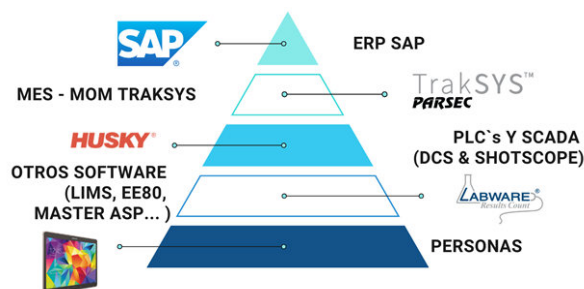 SAP®
ERP SAP
MES - MOM TRAKSYS
TrakSYS™
PARSEC
HUSKY®
PLC`s Y SCADA
(DCS & SHOTSCOPE)
OTROS SOFTWARE
(LIMS, EE80,
MASTER ASP... )
LABWARE®
Results Count
PERSONAS